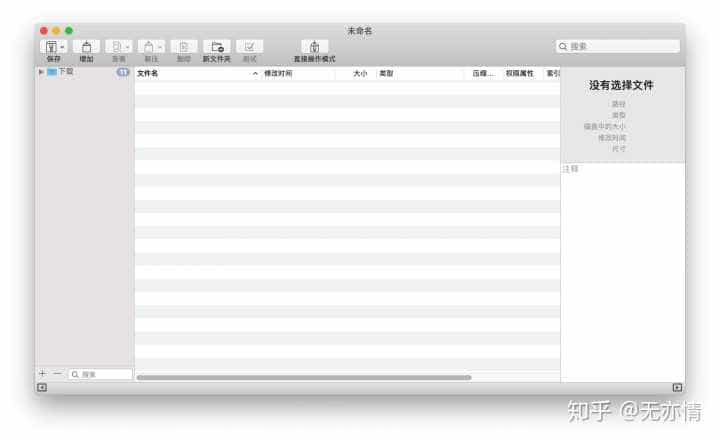 未命名
保存 增加 查看 解压 删除 新文件夹 测试 直接操作模式 搜索
下载 11
文件名 修改时间 大小 类型 压缩... 权限属性 索引
没有选择文件
路径
类型
磁盘中的大小
修改时间
尺寸
注释
搜索
知乎 @无亦情